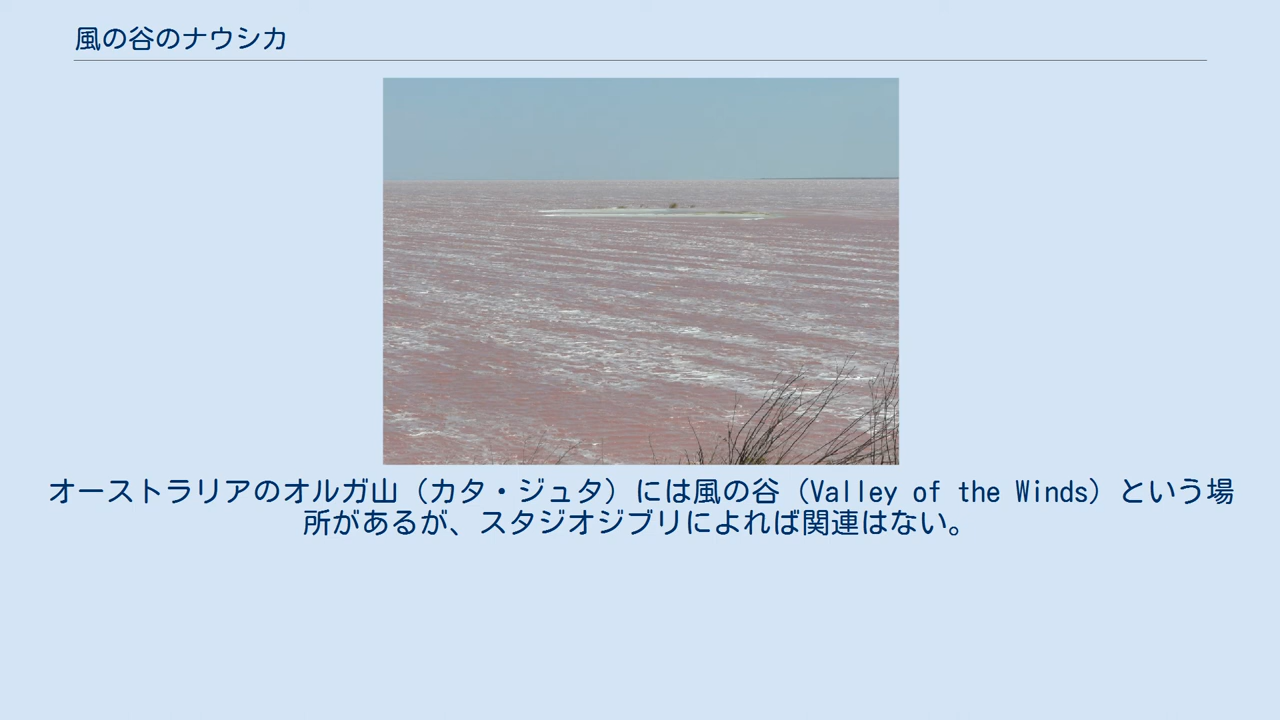 風の谷のナウシカ
オーストラリアのオルガ山（カタ・ジュタ）には風の谷（Valley of the Winds）という場
所があるが、スタジオジブリによれば関連はない。